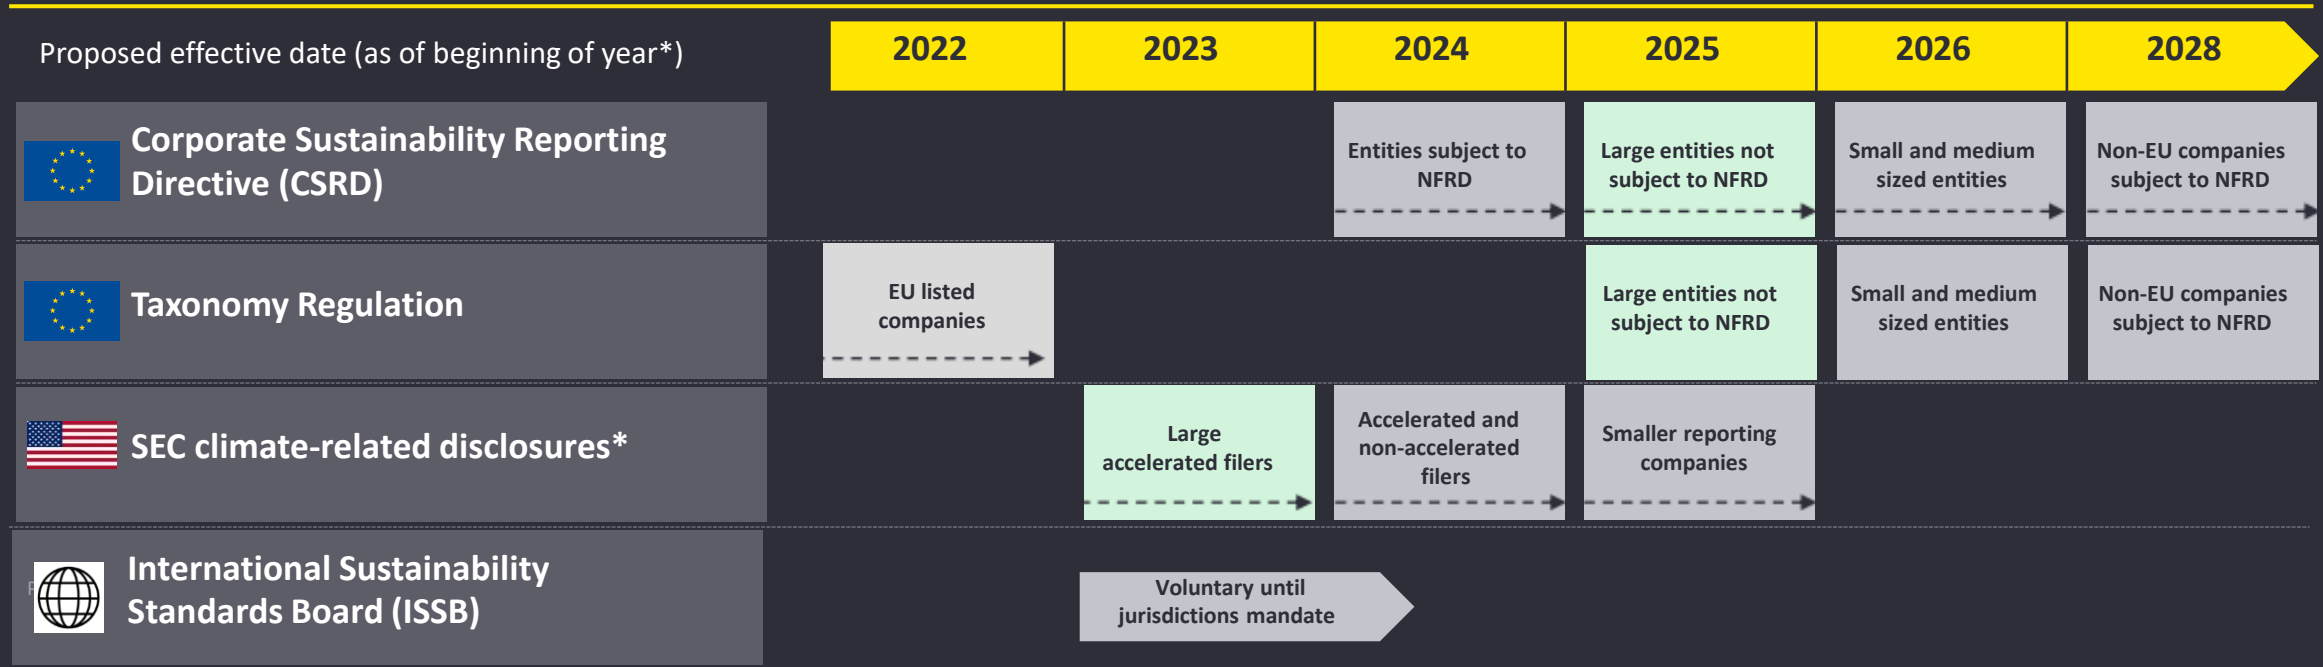 Proposed effective date (as of beginning of year*)
2022
2023
2024
2025
2026
2028
Corporate Sustainability Reporting
Directive (CSRD)
Entities subject to
NFRD
Large entities not
subject to NFRD
Small and medium
sized entities
Non-EU companies
subject to NFRD
Taxonomy Regulation
EU listed
companies
Large entities not
subject to NFRD
Small and medium
sized entities
Non-EU companies
subject to NFRD
SEC climate-related disclosures*
Large
accelerated filers
Accelerated and
non-accelerated
filers
Smaller reporting
companies
International Sustainability
Standards Board (ISSB)
Voluntary until
jurisdictions mandate